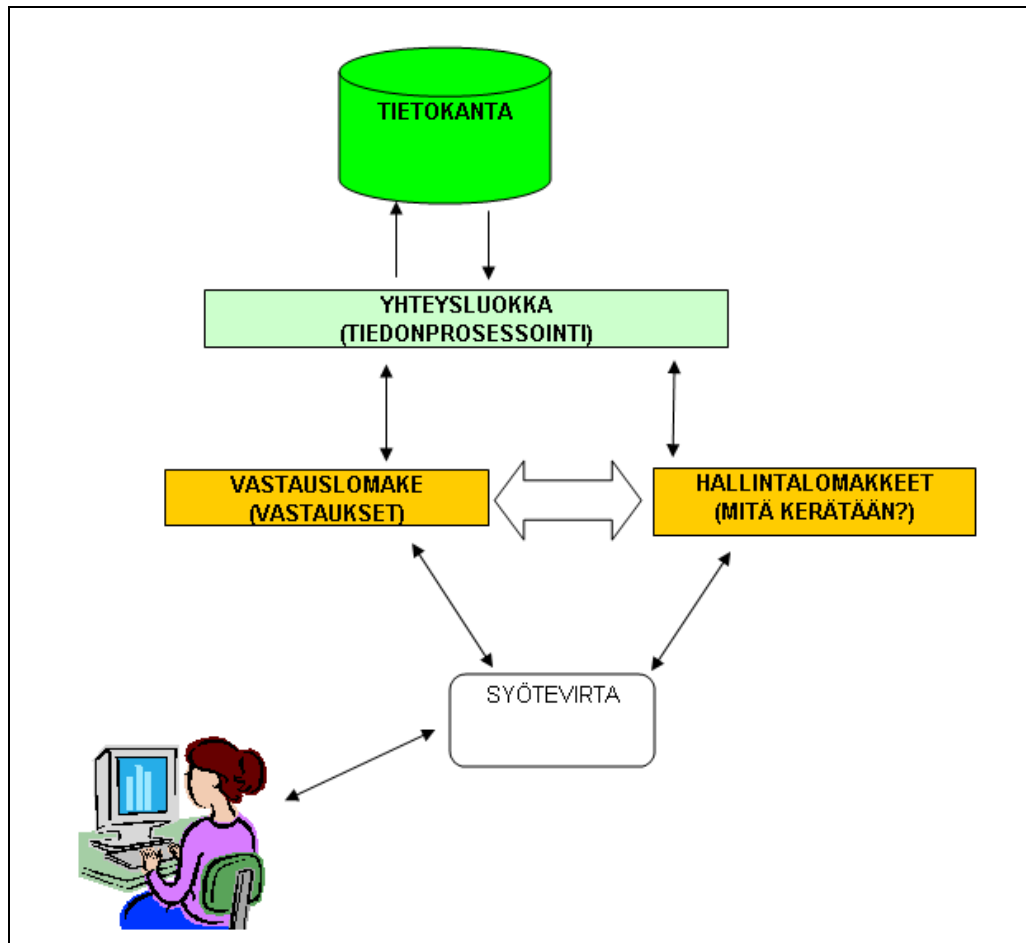 TIETOKANTA
YHTEYSLUOKKA
(TIEDONPROSESSOINTI)
VASTAUSLOMAKE
(VASTAUKSET)
HALLINTALOMAKKEET
(MITÄ KERÄTÄÄN?)
SYÖTEVIRTA